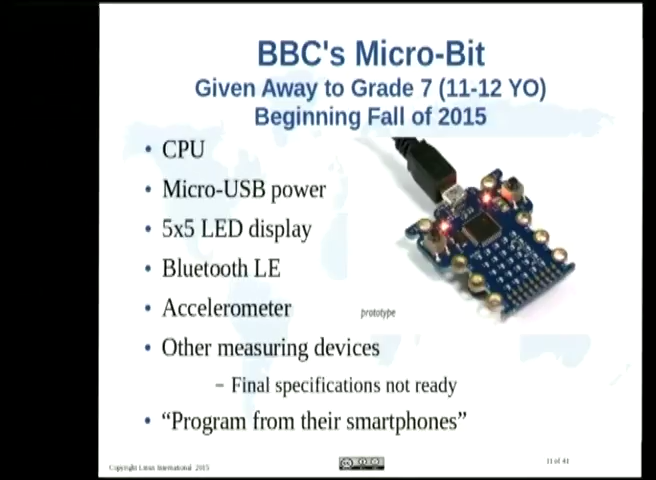 BBC's Micro-Bit
Given Away to Grade 7 (11-12 YO)
Beginning Fall of 2015
• CPU
• Micro-USB power
• 5x5 LED display
• Bluetooth LE
• Accelerometer
prototype
• Other measuring devices
– Final specifications not ready
• “Program from their smartphones”
Copyright Linux International 2015
11 of 41